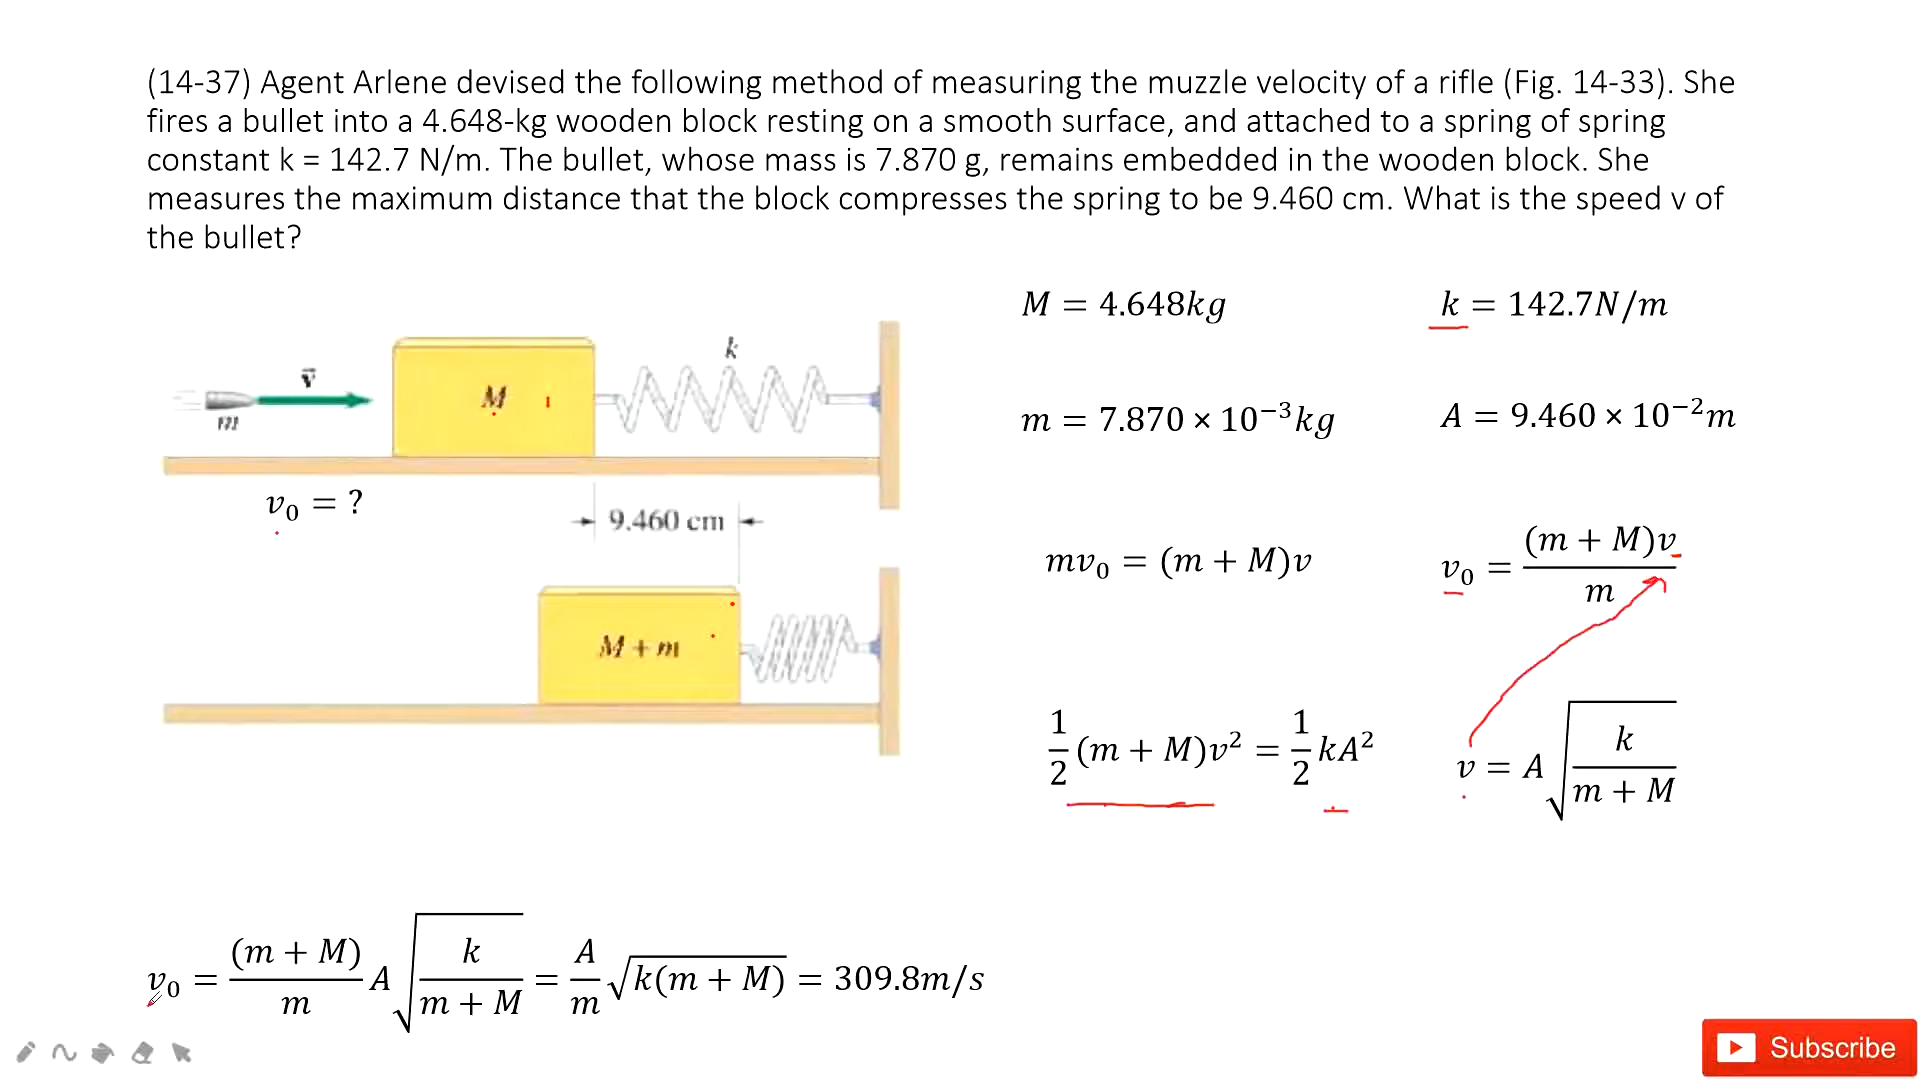 (14-37) Agent Arlene devised the following method of measuring the muzzle velocity of a rifle (Fig. 14-33). She
fires a bullet into a 4.648-kg wooden block resting on a smooth surface, and attached to a spring of spring
constant k = 142.7 N/m. The bullet, whose mass is 7.870 g, remains embedded in the wooden block. She
measures the maximum distance that the block compresses the spring to be 9.460 cm. What is the speed v of
the bullet?
M = 4.648kg
k = 142.7N/m
k
v⃗
M
m
m = 7.870 × 10⁻³kg
A = 9.460 × 10⁻²m
v₀ = ?
9.460 cm
mv₀ = (m + M)v
v₀ = (m + M)v / m
M + m
½(m + M)v² = ½kA²
v = A√(k / (m + M))
v₀ = (m + M) / m A√(k / (m + M)) = A / m √(k(m + M)) = 309.8m/s
Subscribe